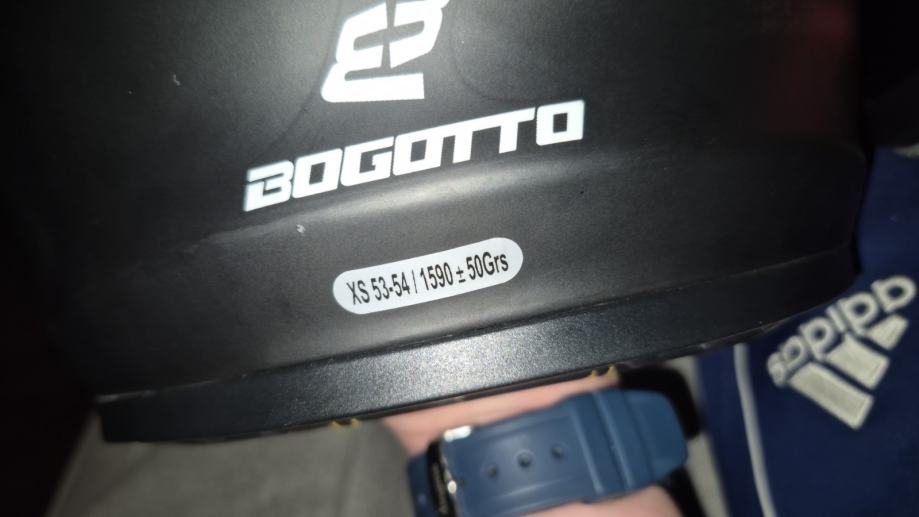 BOGOTTO
XS 53-54 / 1590 ± 50Grs
adidas